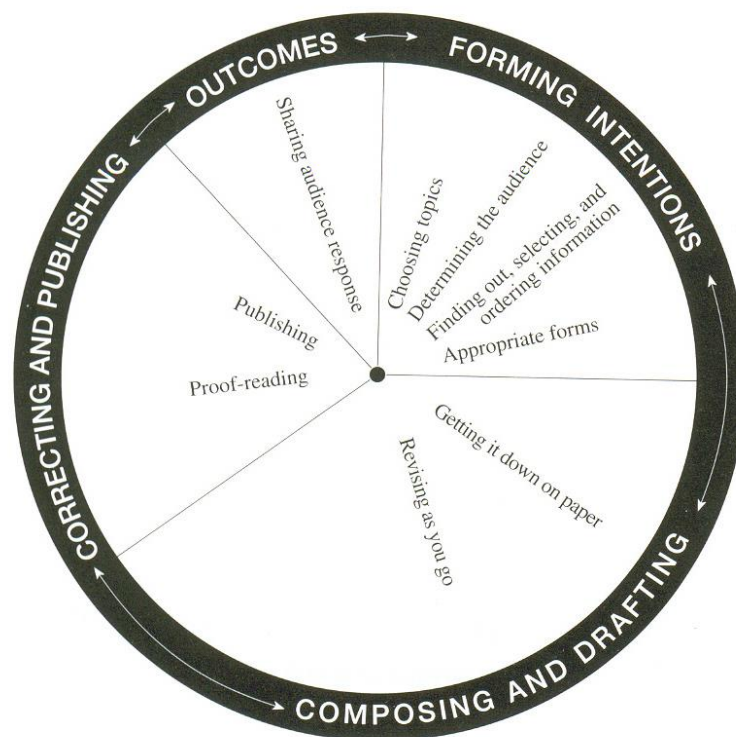 FORMING INTENTIONS
Choosing topics
Determining the audience
Finding out, selecting, and
ordering information
Appropriate forms
COMPOSING AND DRAFTING
Getting it down on paper
Revising as you go
CORRECTING AND PUBLISHING
Proof-reading
Publishing
OUTCOMES
Sharing audience response